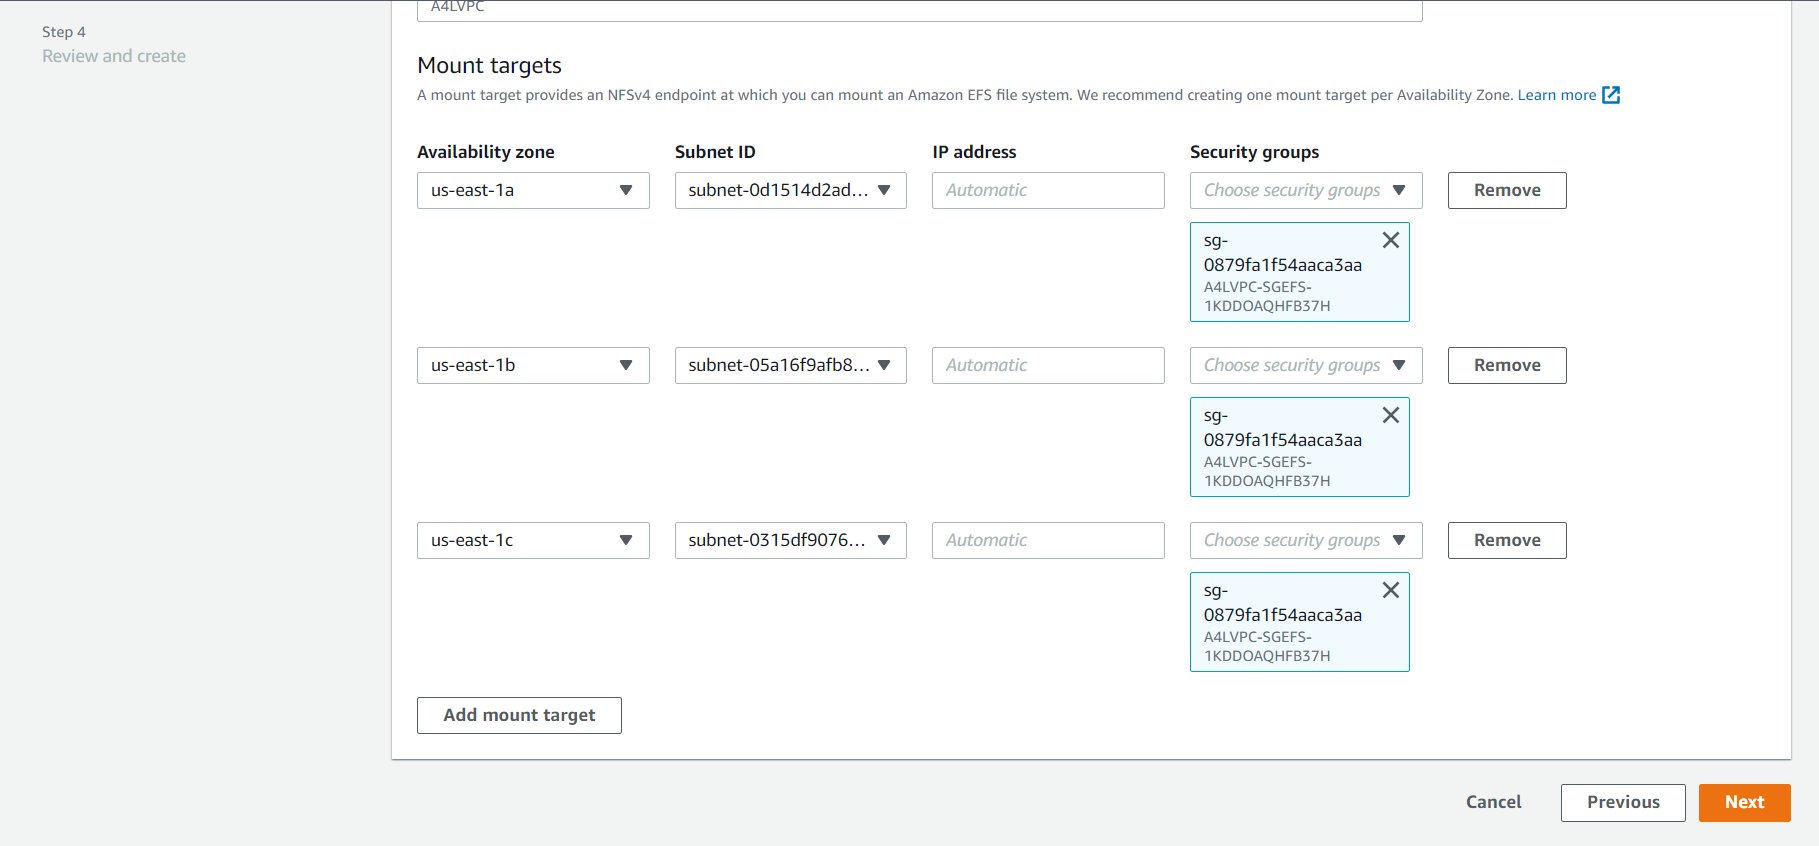 A4LVPC
Step 4
Review and create
Mount targets
A mount target provides an NFSv4 endpoint at which you can mount an Amazon EFS file system. We recommend creating one mount target per Availability Zone. Learn more
Availability zone Subnet ID IP address Security groups
us-east-1a subnet-0d1514d2ad... Automatic Choose security groups Remove
sg-
0879fa1f54aaca3aa
A4LVPC-SGEFS-
1KDDOAQHFB37H
us-east-1b subnet-05a16f9afb8... Automatic Choose security groups Remove
sg-
0879fa1f54aaca3aa
A4LVPC-SGEFS-
1KDDOAQHFB37H
us-east-1c subnet-0315df9076... Automatic Choose security groups Remove
sg-
0879fa1f54aaca3aa
A4LVPC-SGEFS-
1KDDOAQHFB37H
Add mount target
Cancel Previous Next